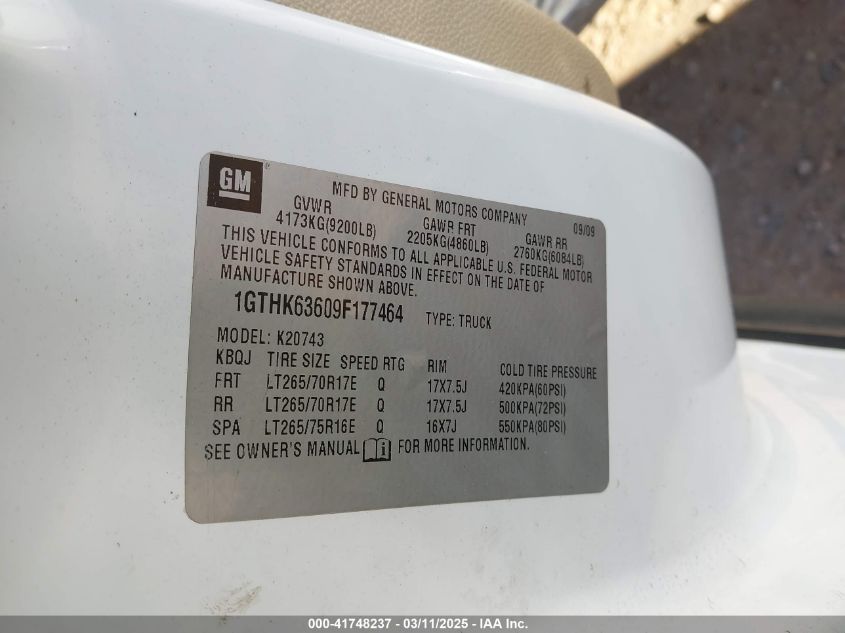 GM
MFD BY GENERAL MOTORS COMPANY 09/09
GVWR GAWR FRT GAWR RR
4173KG(9200LB) 2205KG(4860LB) 2760KG(6084LB)
THIS VEHICLE CONFORMS TO ALL APPLICABLE U.S. FEDERAL MOTOR
VEHICLE SAFETY STANDARDS IN EFFECT ON THE DATE OF
MANUFACTURE SHOWN ABOVE.
1GTHK63609F177464 TYPE: TRUCK
MODEL: K20743
KBQJ TIRE SIZE SPEED RTG RIM COLD TIRE PRESSURE
FRT LT265/70R17E Q 17X7.5J 420KPA(60PSI)
RR LT265/70R17E Q 17X7.5J 500KPA(72PSI)
SPA LT265/75R16E Q 16X7J 550KPA(80PSI)
SEE OWNER'S MANUAL i FOR MORE INFORMATION.
000-41748237 - 03/11/2025 - IAA Inc.